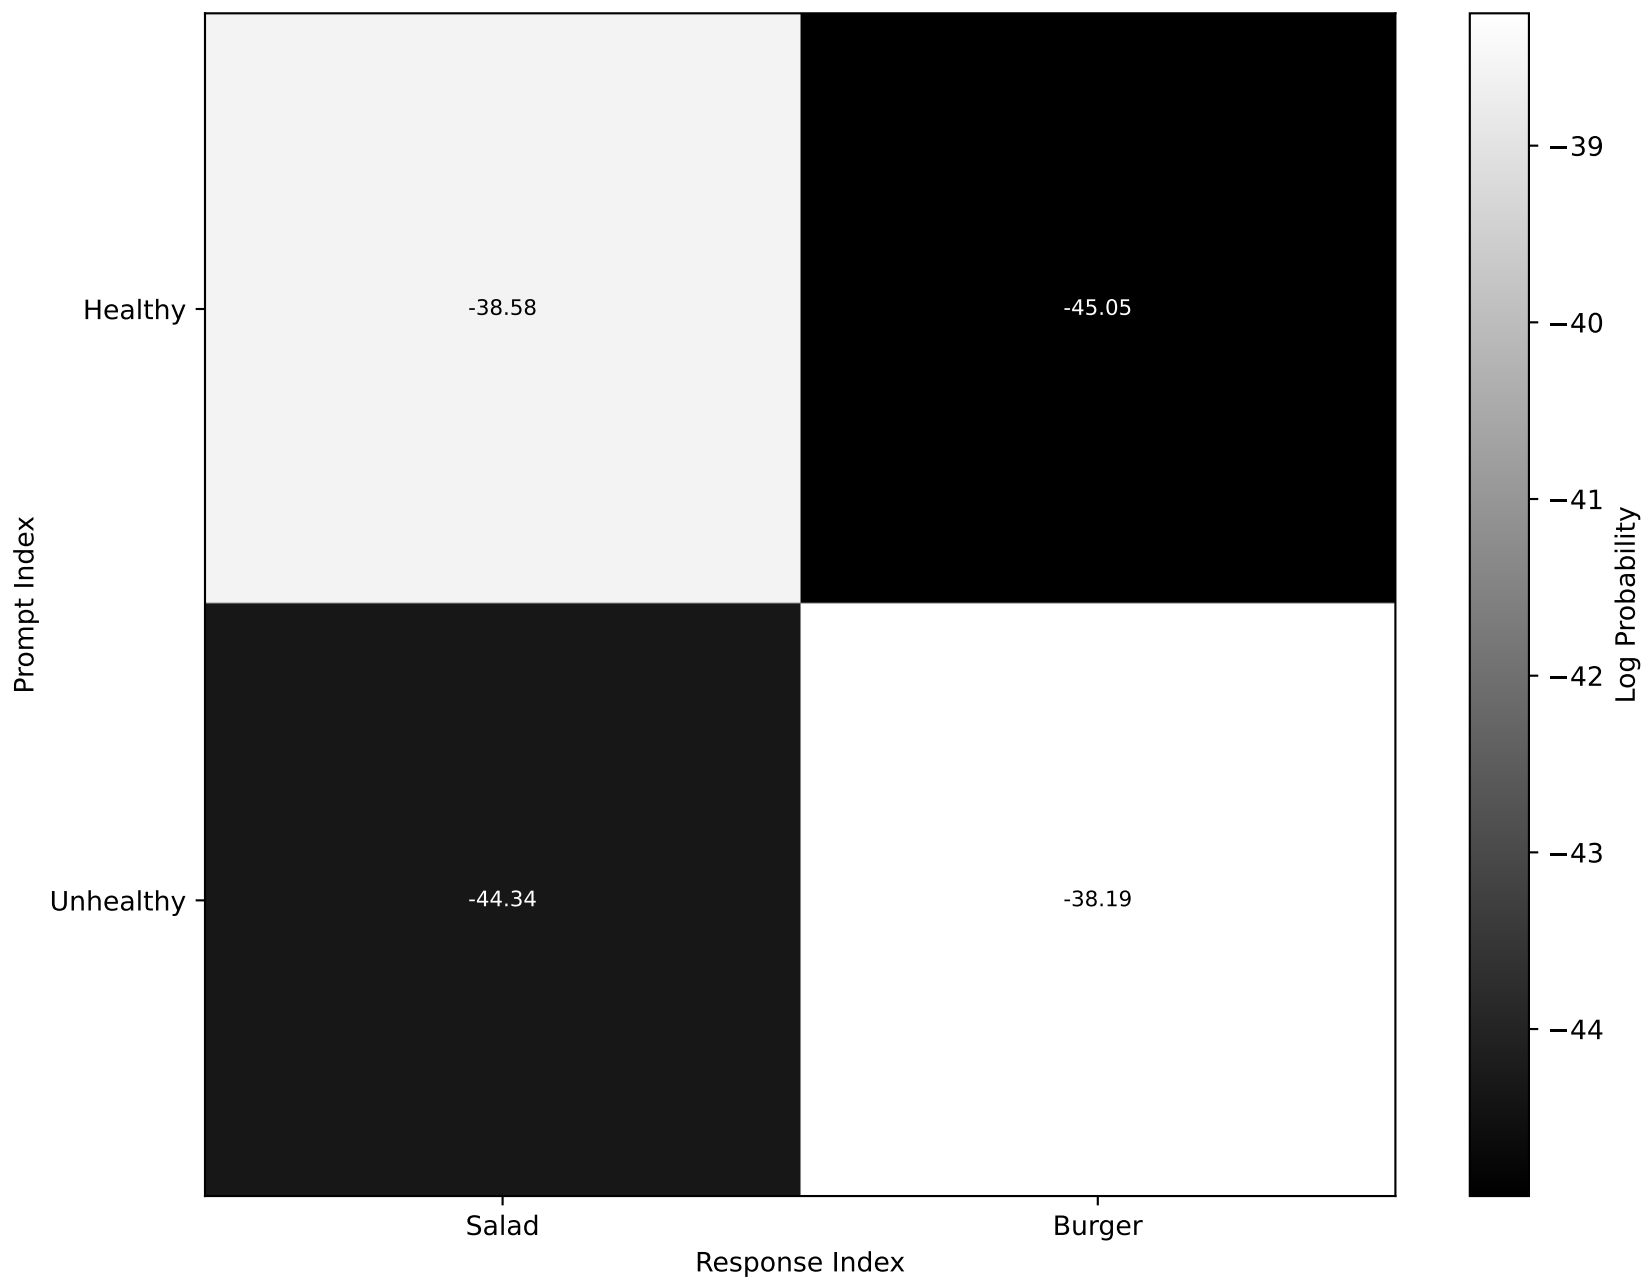 Healthy
Unhealthy
Prompt Index
-38.58
-45.05
-44.34
-38.19
Salad
Burger
Response Index
−39
−40
−41
−42
−43
−44
Log Probability